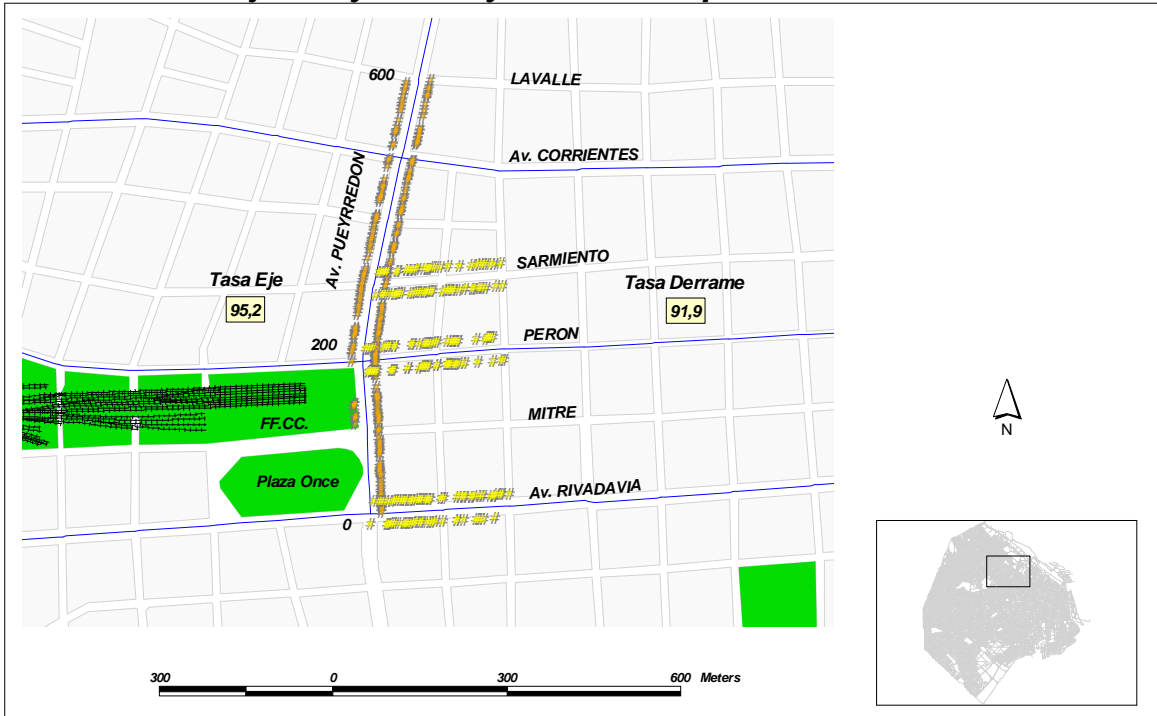 600
LAVALLE
Av. CORRIENTES
Av. PUEYRREDON
SARMIENTO
Tasa Eje
95,2
Tasa Derrame
91,9
200
PERON
MITRE
FF.CC.
Plaza Once
Av. RIVADAVIA
0
N
300 0 300 600 Meters